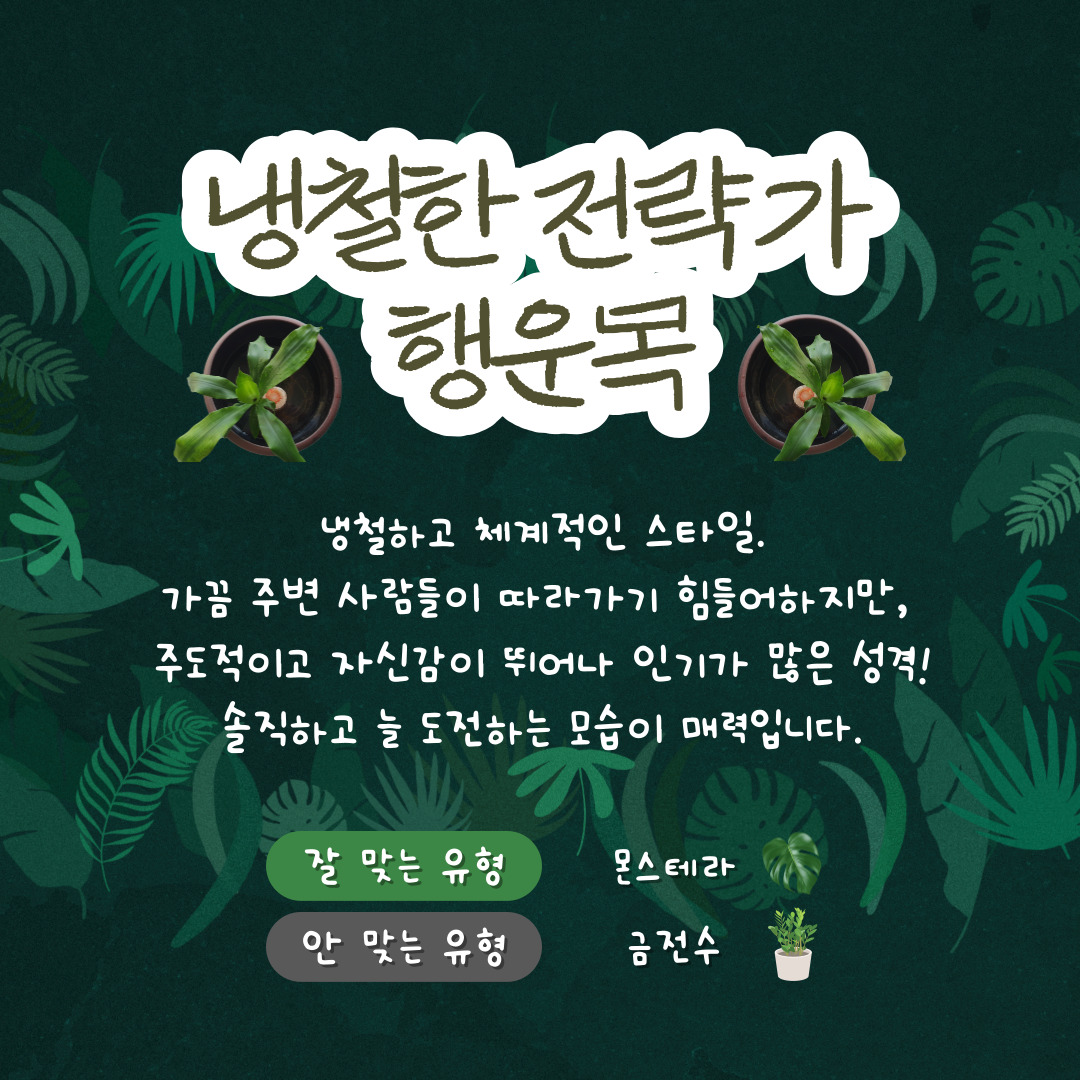 냉철한 전략가
행운목
냉철하고 체계적인 스타일.
가끔 주변 사람들이 따라가기 힘들어하지만,
주도적이고 자신감이 뛰어나 인기가 많은 성격!
솔직하고 늘 도전하는 모습이 매력입니다.
잘 맞는 유형 몬스테라
안 맞는 유형 금전수